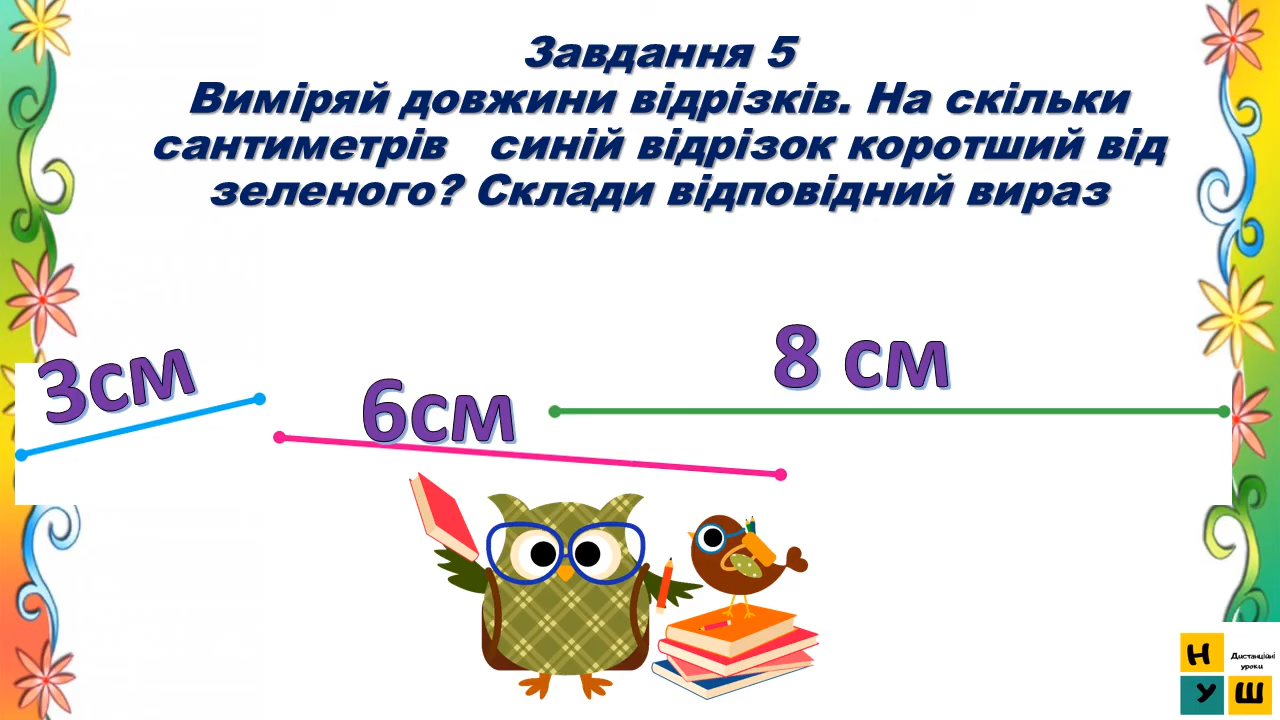 Завдання 5
Виміряй довжини відрізків. На скільки
сантиметрів   синій відрізок коротший від
зеленого? Склади відповідний вираз
3см
6см
8 см
Н
У Ш
Дистанційні
уроки